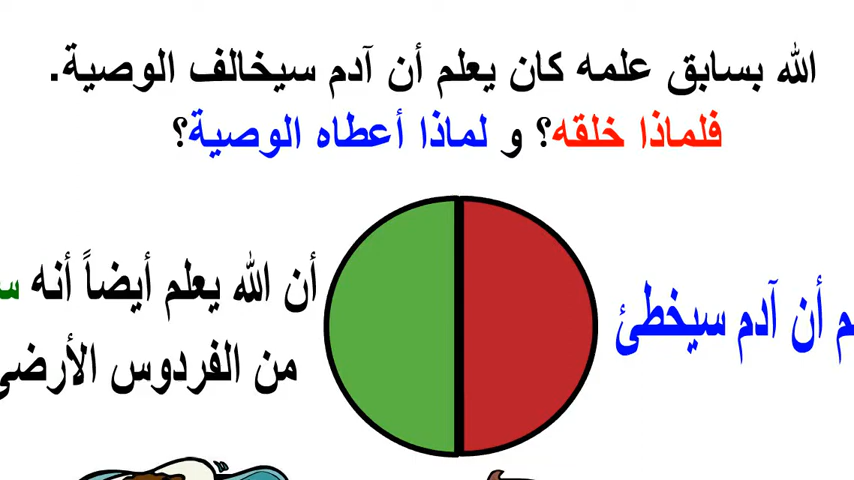 الله بسابق علمه كان يعلم أن آدم سيخالف الوصية.
فلماذا خلقه؟ و لماذا أعطاه الوصية؟
أن آدم سيخطئ
أن الله يعلم أيضاً أنه
من الفردوس الأرضي